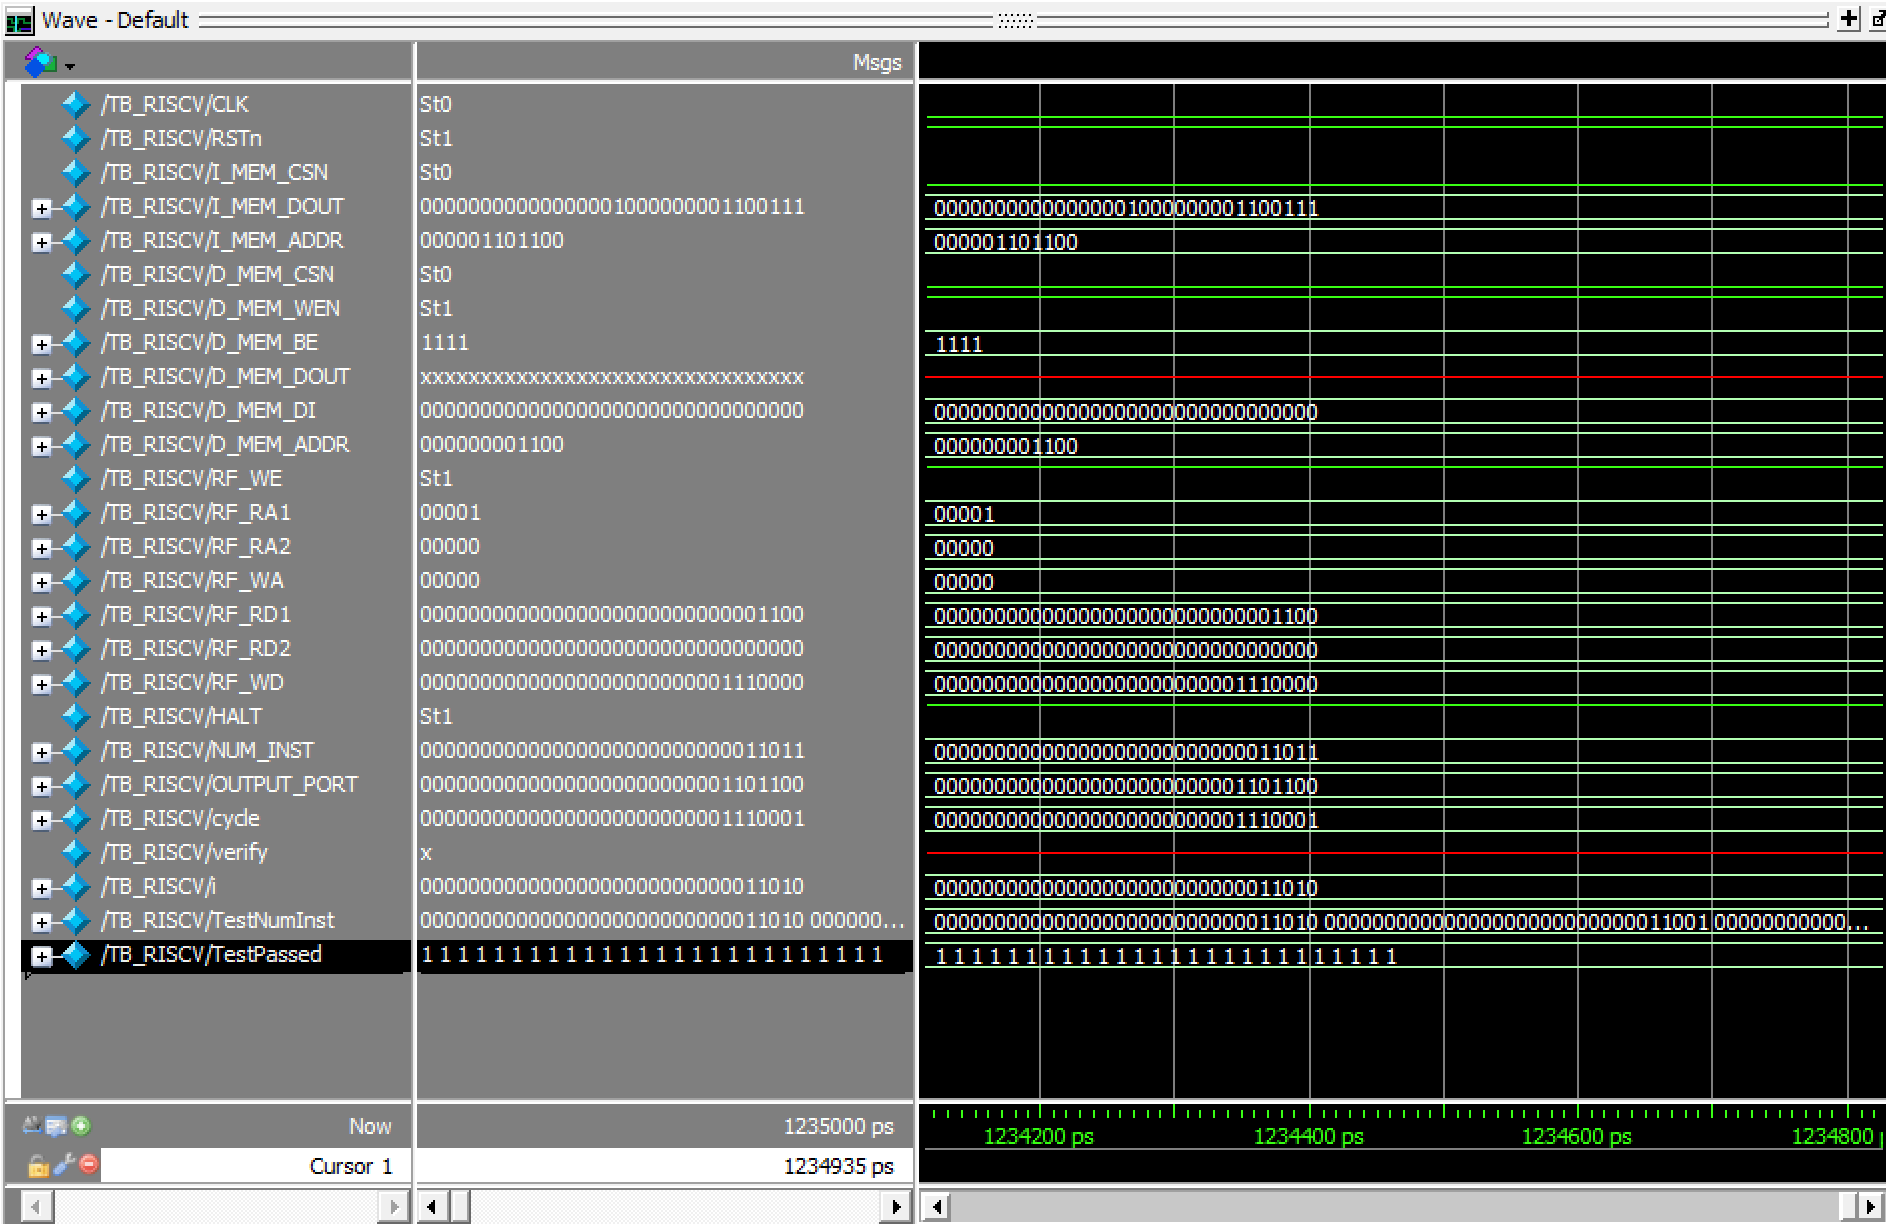 Wave - Default
Msgs
/TB_RISCV/CLK St0
/TB_RISCV/RSTn St1
/TB_RISCV/I_MEM_CSN St0
/TB_RISCV/I_MEM_DOUT 00000000000000001000000001100111 00000000000000001000000001100111
/TB_RISCV/I_MEM_ADDR 000001101100 000001101100
/TB_RISCV/D_MEM_CSN St0
/TB_RISCV/D_MEM_WEN St1
/TB_RISCV/D_MEM_BE 1111 1111
/TB_RISCV/D_MEM_DOUT xxxxxxxxxxxxxxxxxxxxxxxxxxxxxxxx
/TB_RISCV/D_MEM_DI 00000000000000000000000000000000 00000000000000000000000000000000
/TB_RISCV/D_MEM_ADDR 000000001100 000000001100
/TB_RISCV/RF_WE St1
/TB_RISCV/RF_RA1 00001 00001
/TB_RISCV/RF_RA2 00000 00000
/TB_RISCV/RF_WA 00000 00000
/TB_RISCV/RF_RD1 00000000000000000000000000001100 00000000000000000000000000001100
/TB_RISCV/RF_RD2 00000000000000000000000000000000 00000000000000000000000000000000
/TB_RISCV/RF_WD 00000000000000000000000001110000 00000000000000000000000001110000
/TB_RISCV/HALT St1
/TB_RISCV/NUM_INST 00000000000000000000000000011011 00000000000000000000000000011011
/TB_RISCV/OUTPUT_PORT 00000000000000000000000001101100 00000000000000000000000001101100
/TB_RISCV/cycle 00000000000000000000000001110001 00000000000000000000000001110001
/TB_RISCV/verify x
/TB_RISCV/i 00000000000000000000000000011010 00000000000000000000000000011010
/TB_RISCV/TestNumInst 00000000000000000000000000011010 000000... 00000000000000000000000000011010 00000000000000000000000000011001 00000000000...
/TB_RISCV/TestPassed 1 1 1 1 1 1 1 1 1 1 1 1 1 1 1 1 1 1 1 1 1 1 1 1 1 1 1 1 1 1 1 1 1 1 1 1 1 1 1 1 1 1 1 1 1 1 1 1 1 1 1 1
Now 1235000 ps
1234200 ps 1234400 ps 1234600 ps 1234800
Cursor 1 1234935 ps